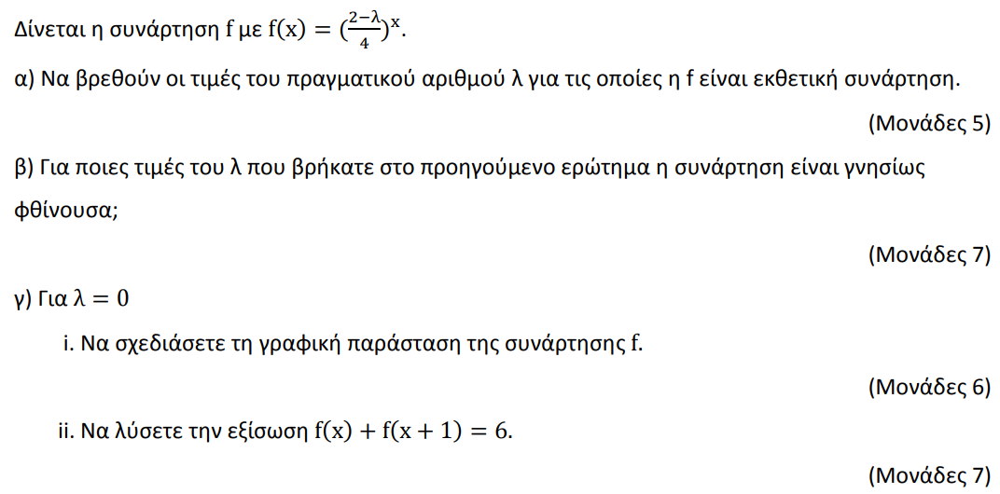 Δίνεται η συνάρτηση f με f(x) = (\frac{2−λ}{4})^x.
α) Να βρεθούν οι τιμές του πραγματικού αριθμού λ για τις οποίες η f είναι εκθετική συνάρτηση.
(Μονάδες 5)
β) Για ποιες τιμές του λ που βρήκατε στο προηγούμενο ερώτημα η συνάρτηση είναι γνησίως
φθίνουσα;
(Μονάδες 7)
γ) Για λ = 0
i. Να σχεδιάσετε τη γραφική παράσταση της συνάρτησης f.
(Μονάδες 6)
ii. Να λύσετε την εξίσωση f(x) + f(x + 1) = 6.
(Μονάδες 7)